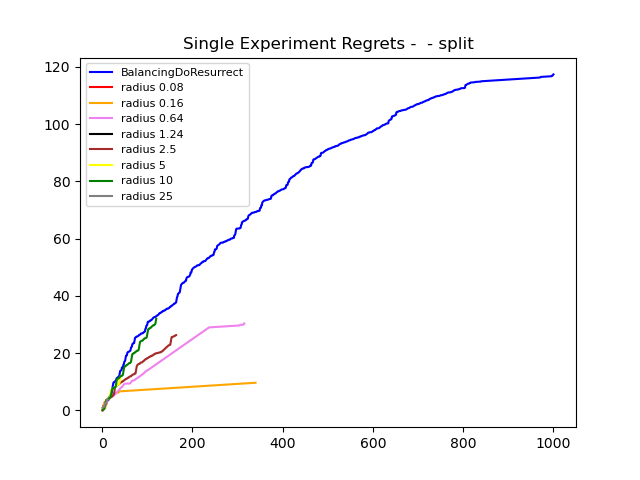 Single Experiment Regrets -  - split
BalancingDoResurrect
radius 0.08
radius 0.16
radius 0.64
radius 1.24
radius 2.5
radius 5
radius 10
radius 25
120
100
80
60
40
20
0
0 200 400 600 800 1000